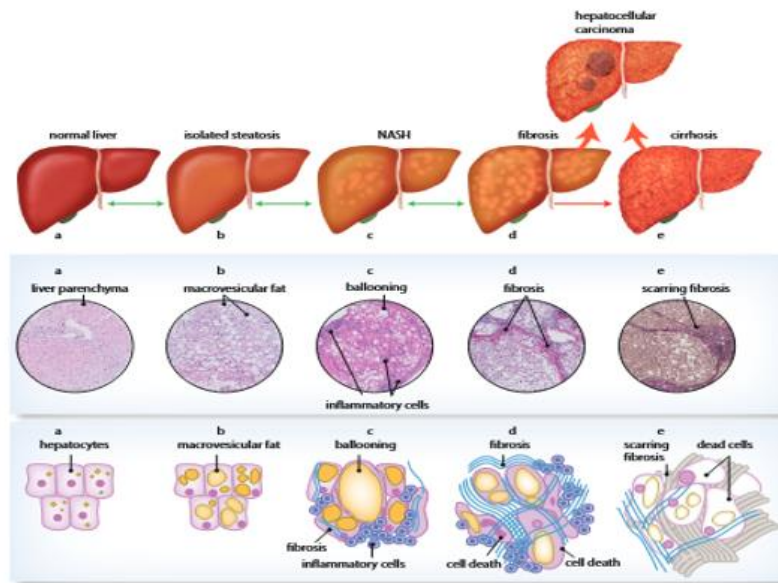 hepatocellular
carcinoma
normal liver
isolated steatosis
NASH
fibrosis
cirrhosis
a
b
c
d
e
a
b
c
d
e
liver parenchyma
macrovesicular fat
ballooning
fibrosis
scarring fibrosis
inflammatory cells
a
b
c
d
e
hepatocytes
macrovesicular fat
ballooning
fibrosis
scarring
fibrosis
dead cells
fibrosis
inflammatory cells
cell death
cell death